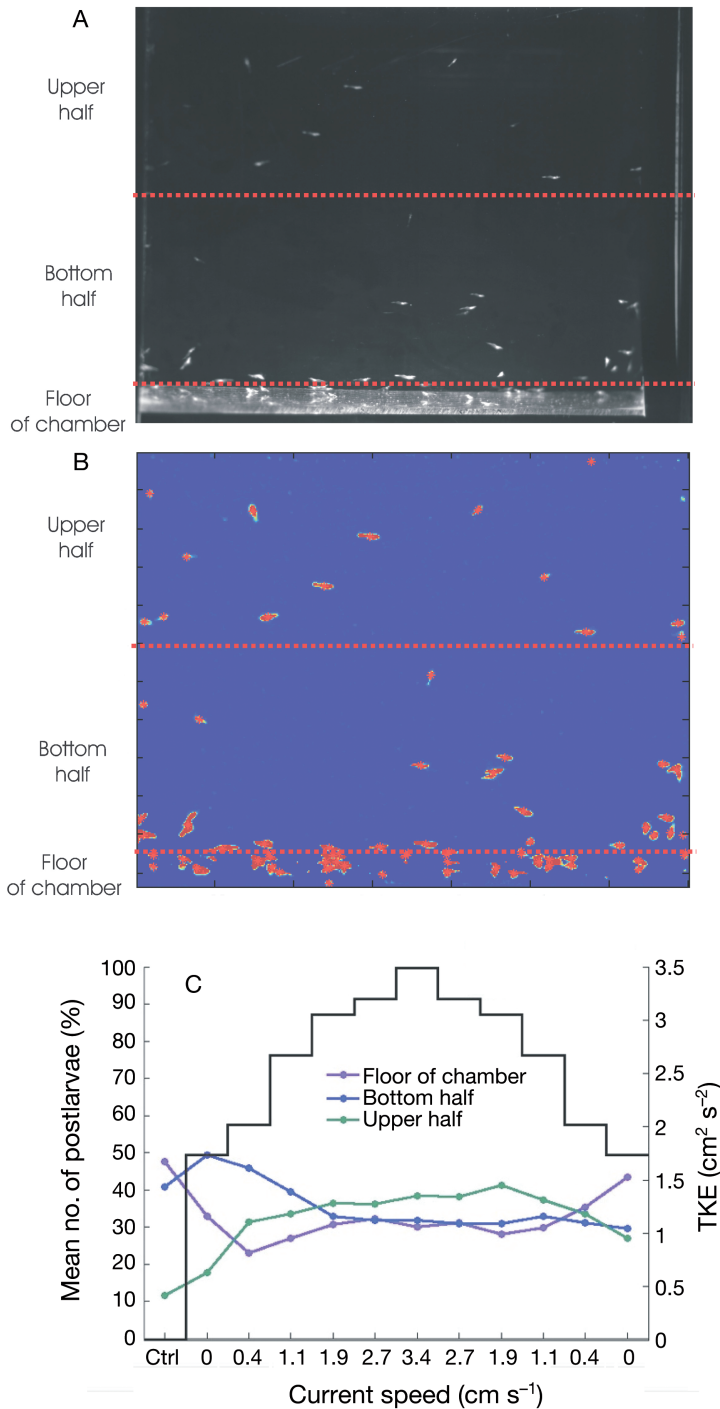 A
Upper
half
Bottom
half
Floor
of chamber
B
Upper
half
Bottom
half
Floor
of chamber
C
Mean no. of postlarvae (%)
100
90
80
70
60
50
40
30
20
10
0
Floor of chamber
Bottom half
Upper half
3.5
3
2.5
2
1.5
1
0.5
0
TKE (cm² s⁻²)
Ctrl 0 0.4 1.1 1.9 2.7 3.4 2.7 1.9 1.1 0.4 0
Current speed (cm s⁻¹)